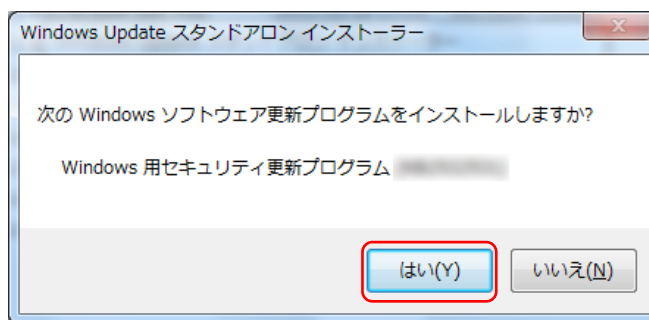 Windows Update スタンドアロン インストーラー
次の Windows ソフトウェア更新プログラムをインストールしますか?
Windows 用セキュリティ更新プログラム
はい(Y)
いいえ(N)